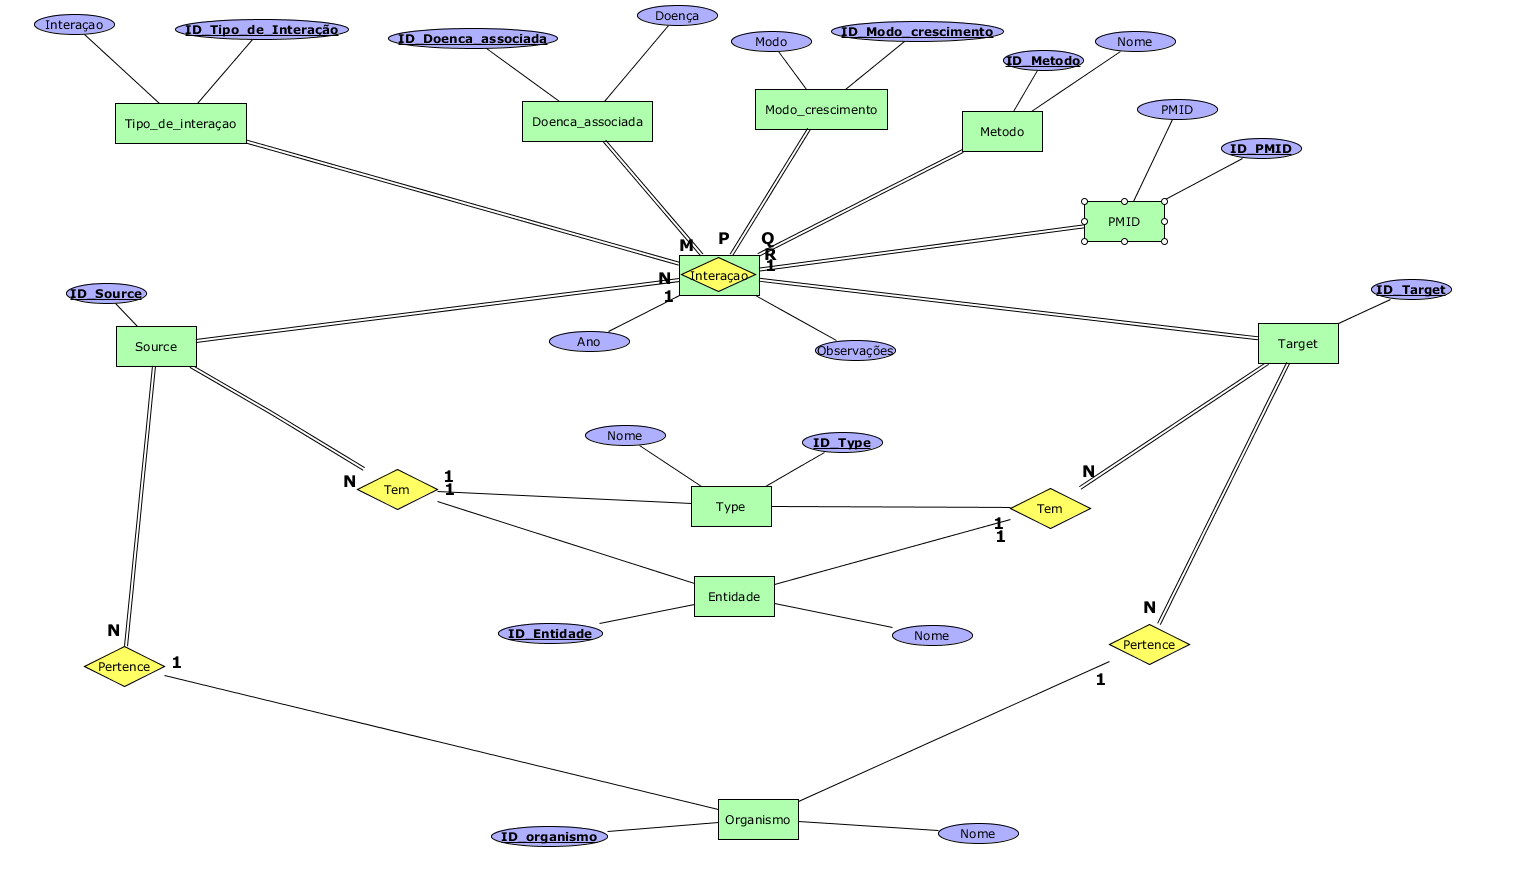 Doença
Interaçao
ID_Tipo_de_Interação
ID_Doenca_associada
Modo
ID_Modo_crescimento
Nome
ID_Metodo
Tipo_de_interaçao
Doenca_associada
Modo_crescimento
Metodo
PMID
ID_PMID
PMID
M
P
Q
R
1
Interaçao
N
1
ID_Source
ID_Target
Source
Ano
Observações
Target
Nome
ID_Type
N
1
1
Tem
Type
N
Tem
1
1
Entidade
ID_Entidade
Nome
N
Pertence
1
N
Pertence
1
Organismo
ID_organismo
Nome